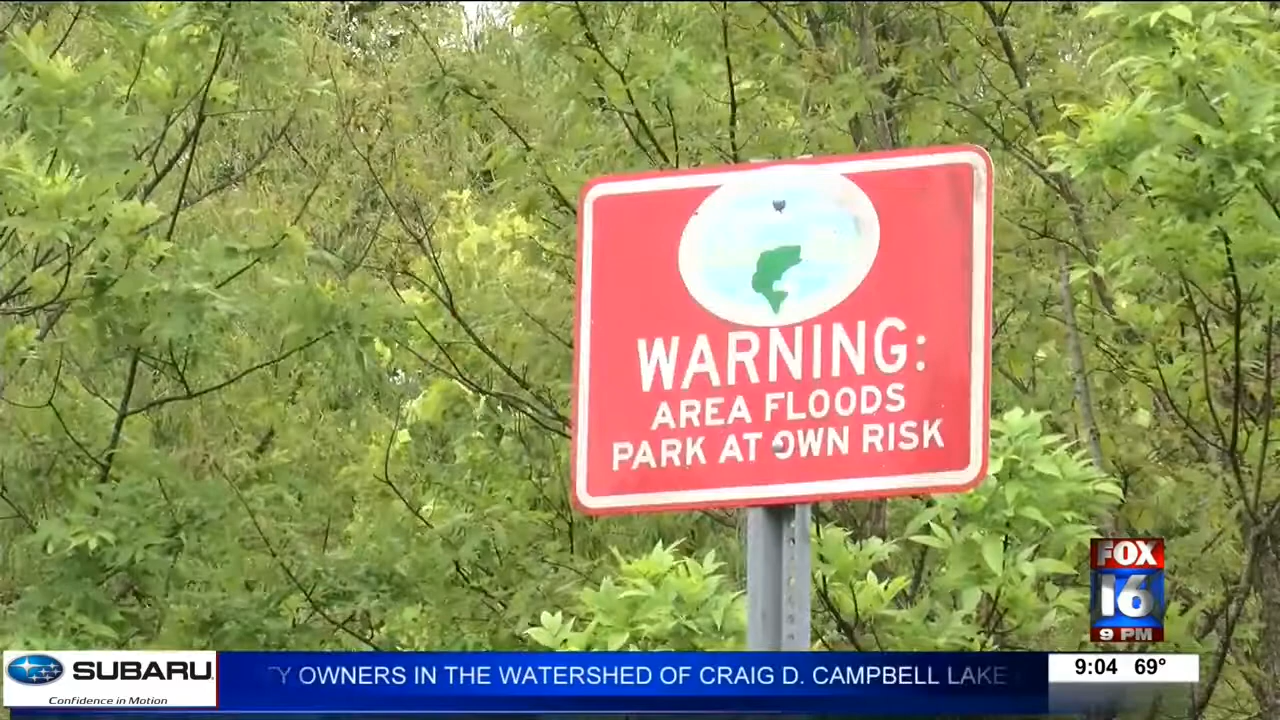 WARNING:
AREA FLOODS
PARK AT OWN RISK
FOX
16
9 PM
SUBARU
Confidence in Motion
Y OWNERS IN THE WATERSHED OF CRAIG D. CAMPBELL LAKE
9:04 69°